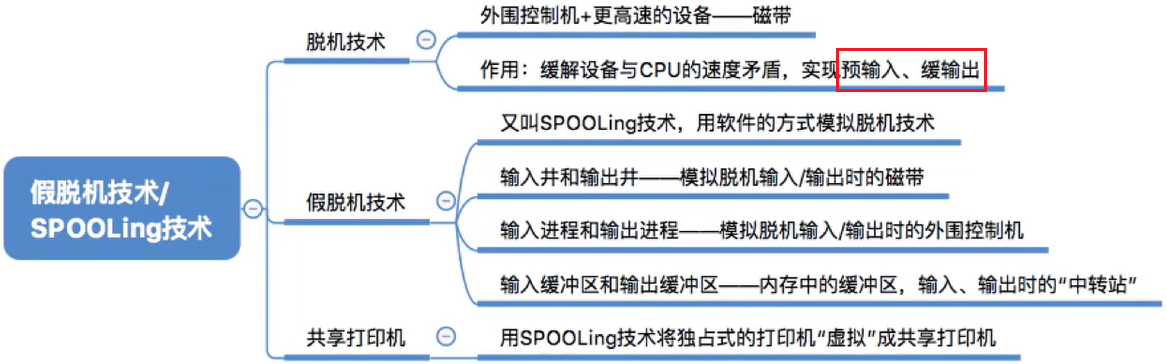 假脱机技术/
SPOOLing技术
脱机技术
外围控制机+更高速的设备——磁带
作用：缓解设备与CPU的速度矛盾，实现预输入、缓输出
假脱机技术
又叫SPOOLing技术，用软件的方式模拟脱机技术
输入井和输出井——模拟脱机输入/输出时的磁带
输入进程和输出进程——模拟脱机输入/输出时的外围控制机
输入缓冲区和输出缓冲区——内存中的缓冲区，输入、输出时的“中转站”
共享打印机
用SPOOLing技术将独占式的打印机“虚拟”成共享打印机